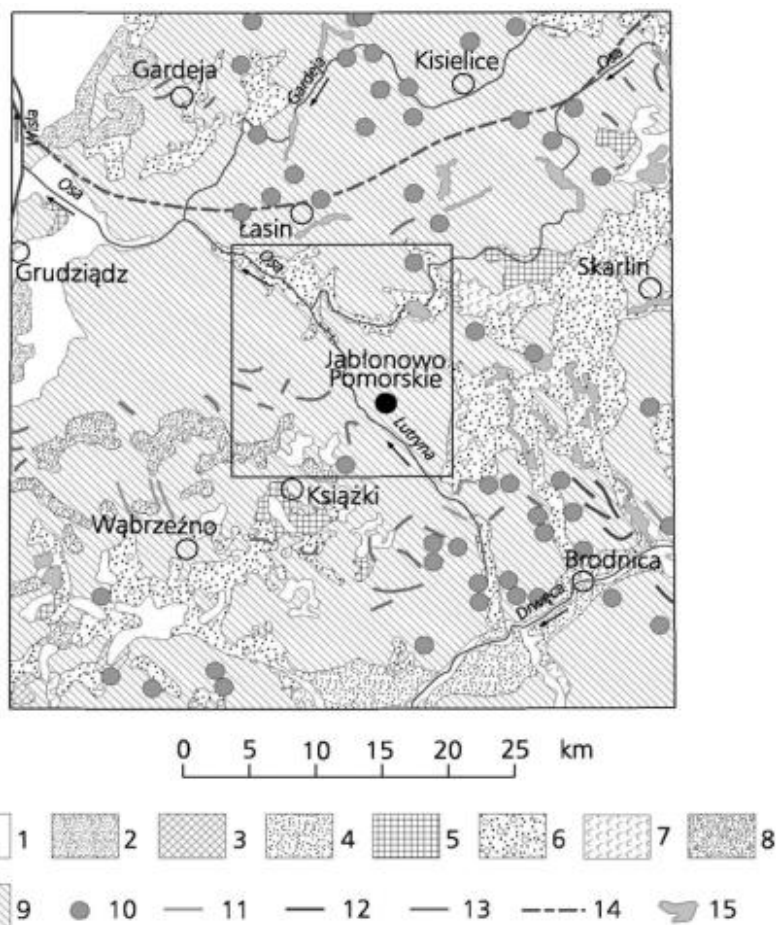 Gardeja
Kisielice
Gardeja
Osa
Wisła
Osa
Łasin
Osa
Grudziądz
Skarlin
Jabłonowo
Pomorskie
Lutryna
Książki
Wąbrzeźno
Brodnica
Drwęca
0 5 10 15 20 25 km
1 2 3 4 5 6 7 8
9 10 11 12 13 14 15